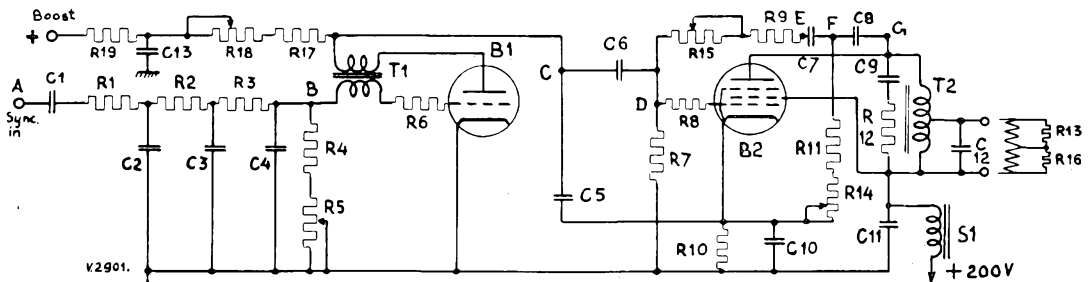 Boost
+
R19
C13
R18
R17
A
C1
R1
R2
R3
B
T1
B1
R6
Sync.
in
C2
C3
C4
R4
R5
V.2901.
C
C6
D
C5
R15
R9
E
C7
F
C8
G
R8
B2
R7
R10
C10
R11
R14
C9
R
12
T2
C
12
R13
R16
C11
S1
+200V